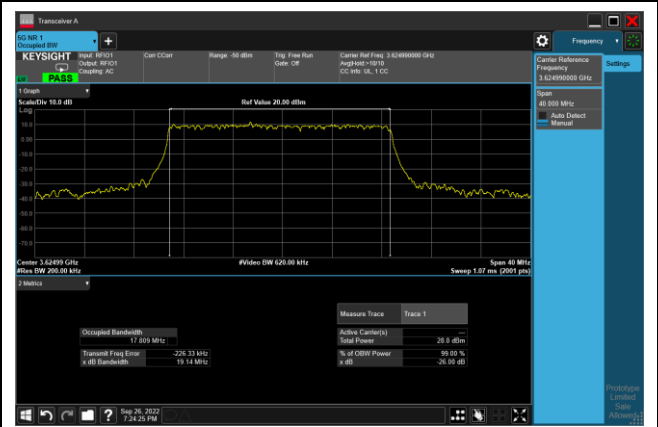 Transceiver A
5G NR 1
Occupied BW
Frequency
KEYSIGHT
PASS
Input: RFIO1
Output: RFIO1
Coupling: AC
Corr CCorr
Range: -50 dBm
Trig: Free Run
Gate: Off
Carrier Ref Freq: 3.624990000 GHz
Avg|Hold:>10/10
CC Info: UL, 1 CC
Carrier Reference
Frequency
3.624990000 GHz
Settings
Span
40.000 MHz
Auto Detect
Manual
1 Graph
Scale/Div 10.0 dB
Ref Value 20.00 dBm
Log
10.0
0.00
-10.0
-20.0
-30.0
-40.0
-50.0
-60.0
-70.0
Center 3.62499 GHz
#Video BW 620.00 kHz
Span 40 MHz
#Res BW 200.00 kHz
Sweep 1.07 ms (2001 pts)
2 Metrics
Measure Trace
Trace 1
Occupied Bandwidth
17.809 MHz
Active Carrier(s)
---
Total Power
28.0 dBm
Transmit Freq Error
-226.33 kHz
% of OBW Power
99.00 %
x dB Bandwidth
19.14 MHz
x dB
-26.00 dB
Prototype
Limited
Sale
Allowed
Sep 26, 2022
7:24:25 PM